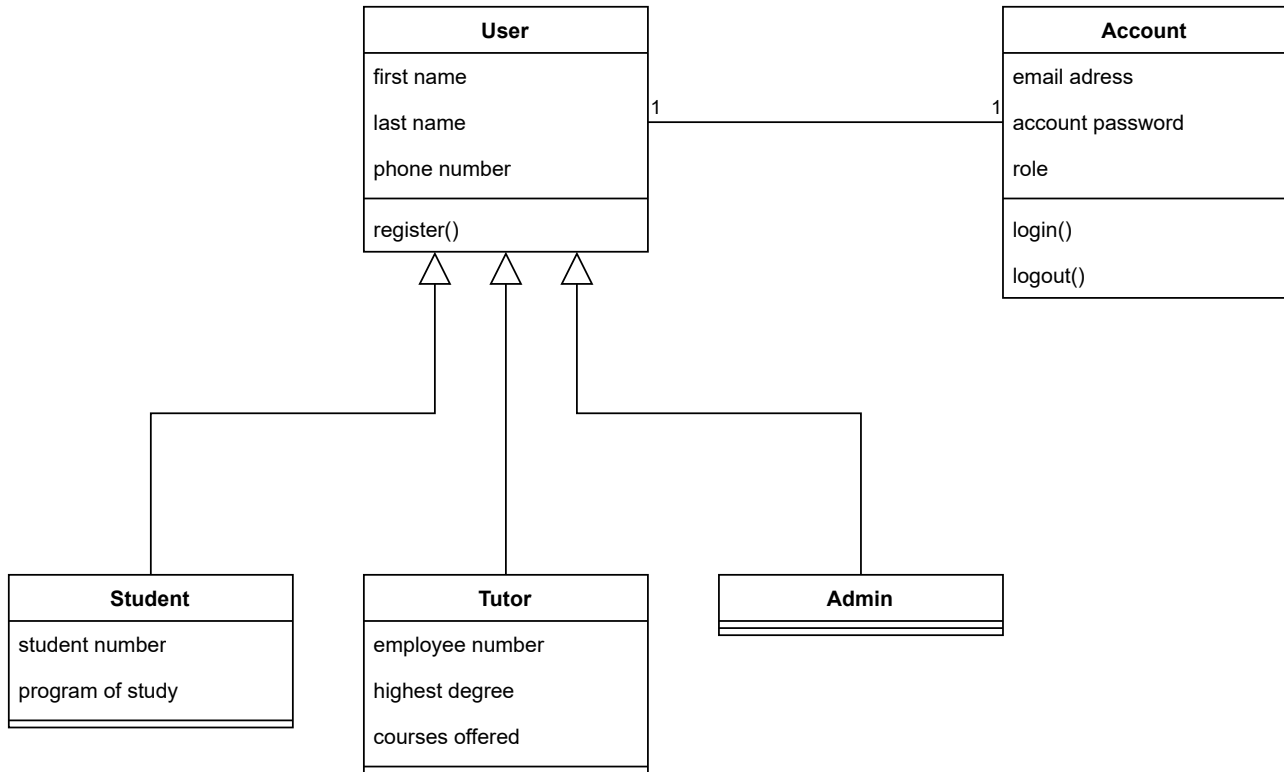 User
first name
last name
phone number
register()
1
1
Account
email adress
account password
role
login()
logout()
Student
student number
program of study
Tutor
employee number
highest degree
courses offered
Admin